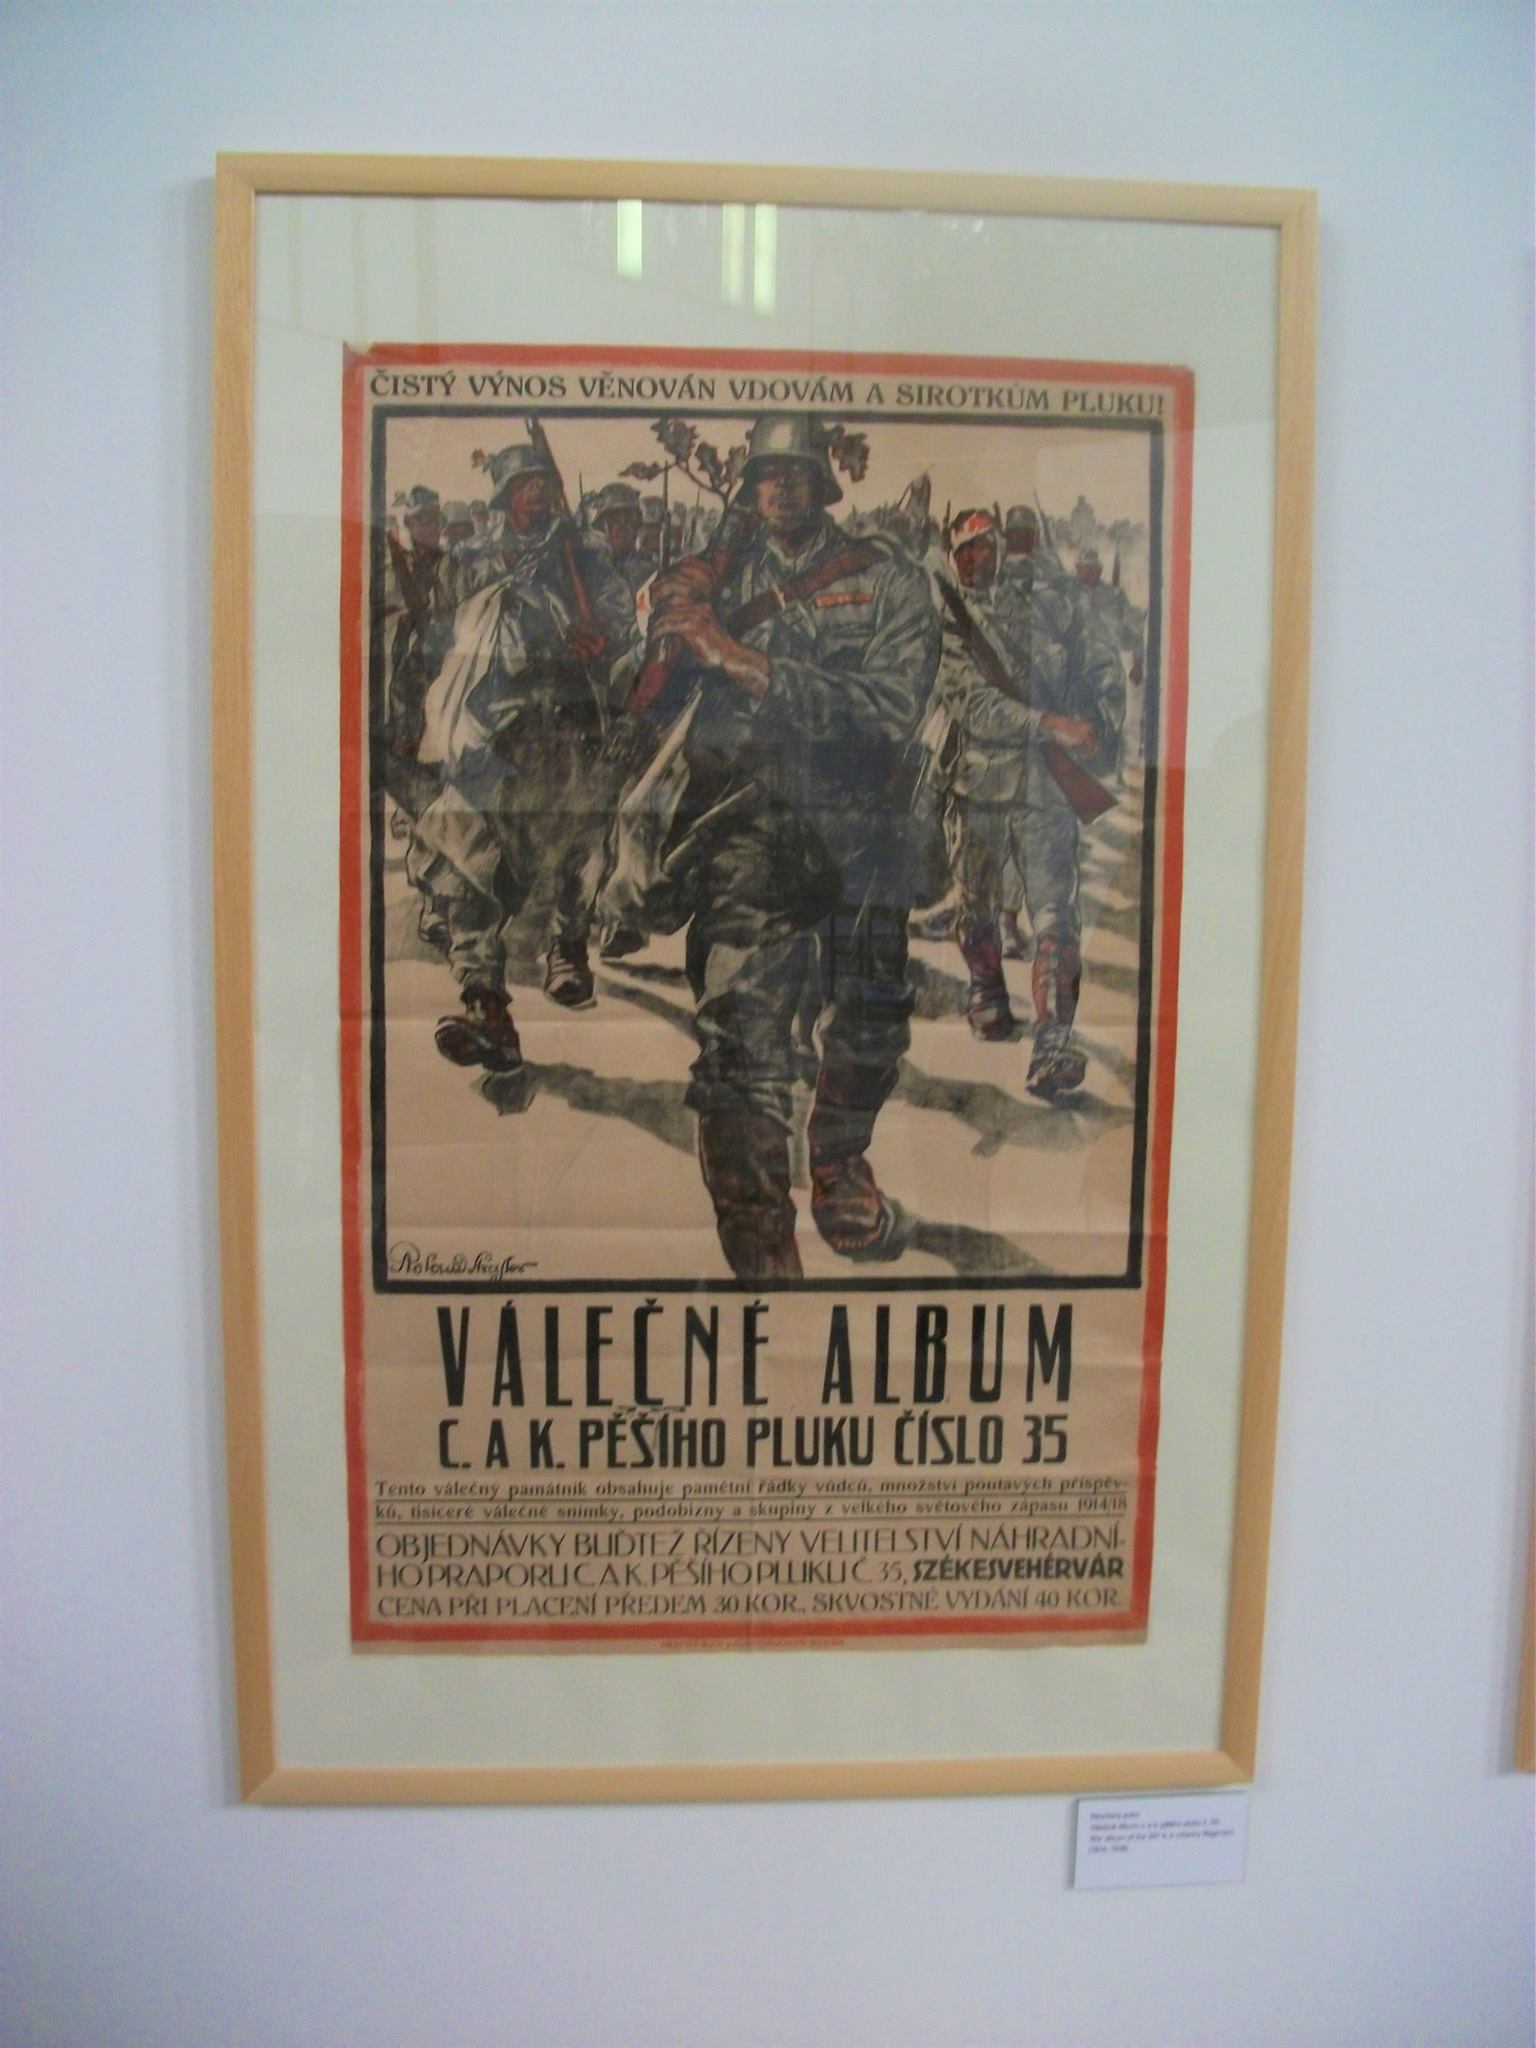 ČISTÝ VÝNOS VĚNOVÁN VDOVÁM A SIROTKŮM PLUKU!
VÁLEČNÉ ALBUM
C. A K. PĚŠÍHO PLUKU ČÍSLO 35
Tento válečný památník obsahuje pamětní řádky vůdců, množství poutavých příspěv-
ků, tisíceré válečné snímky, podobizny a skupiny z velkého světového zápasu 1914/18
OBJEDNÁVKY BUĎTEŽ ŘÍZENY VELITELSTVÍ NÁHRADNÍ-
HO PRAPORU C. A K. PĚŠÍHO PLUKU Č. 35, SZÉKESVEHÉRVÁR
CENA PŘI PLACENÍ PŘEDEM 30 KOR., SKVOSTNÉ VYDÁNÍ 40 KOR.